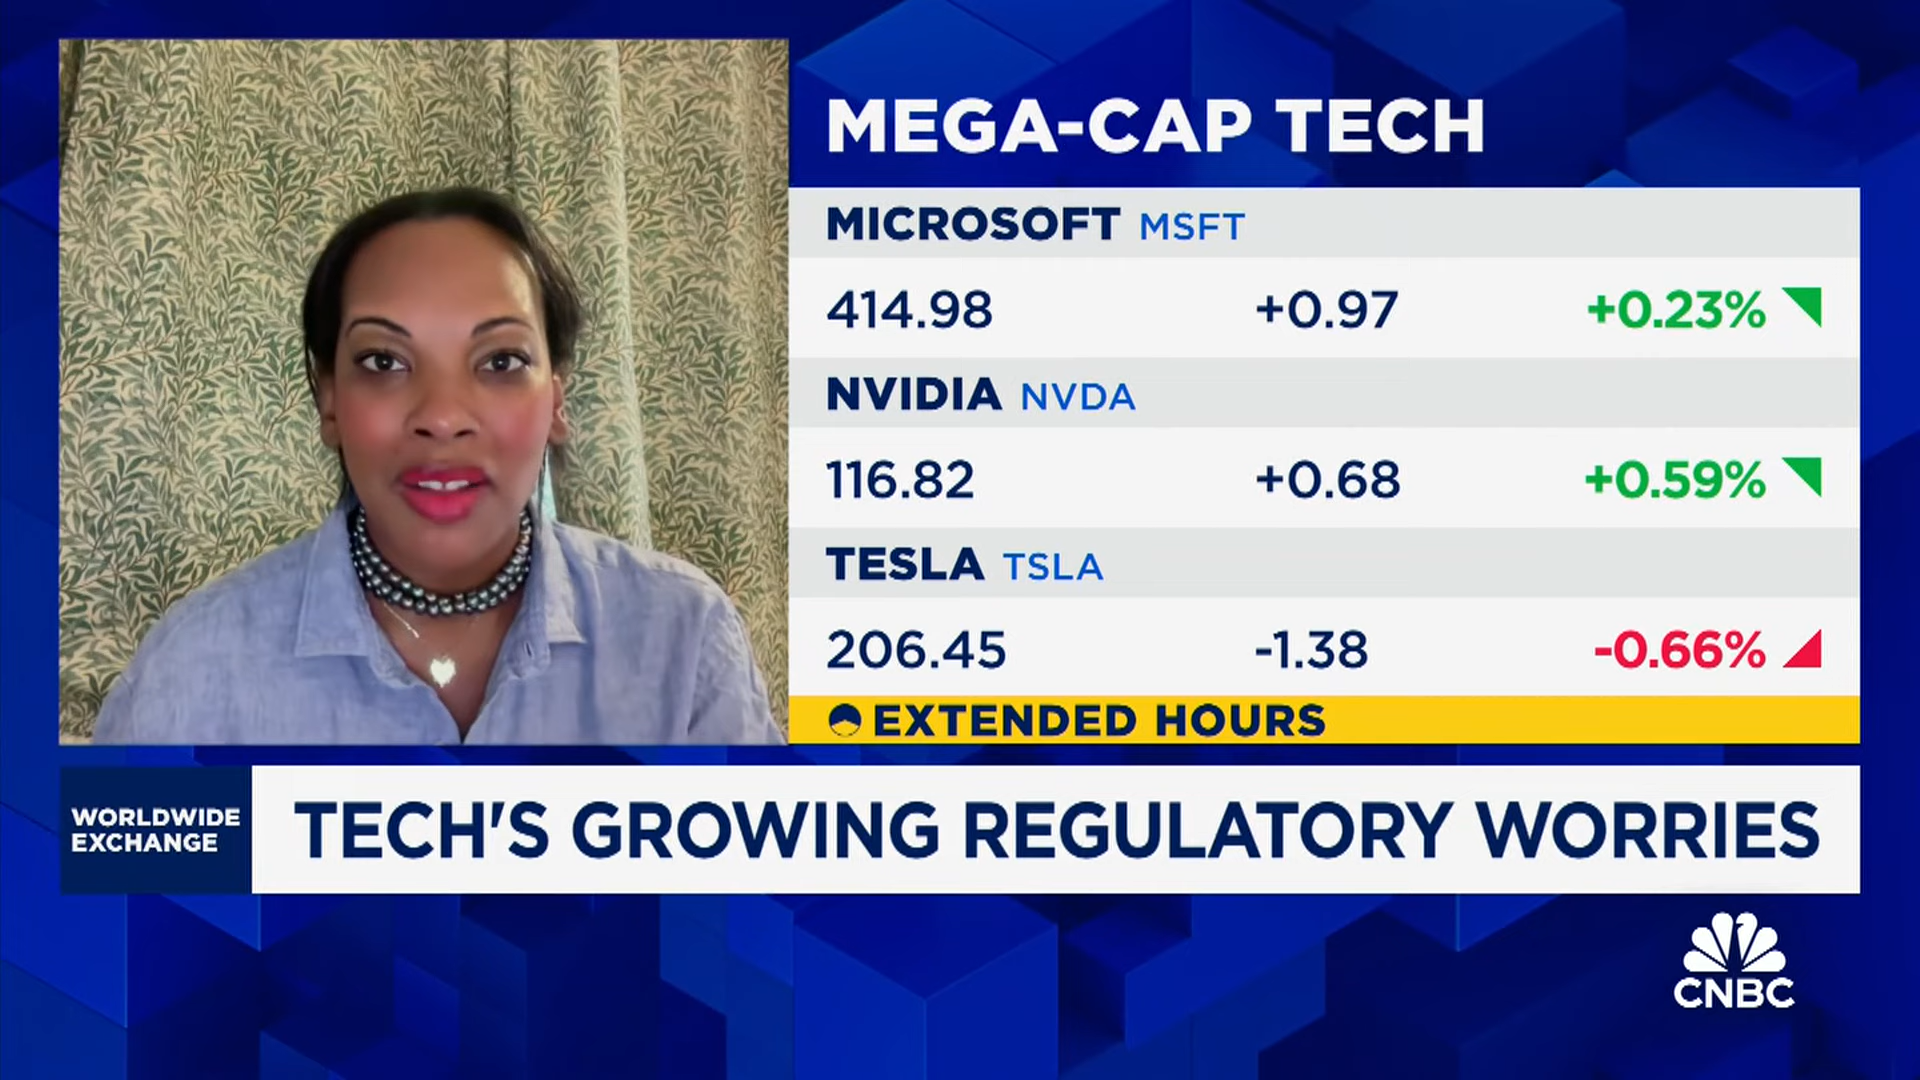 MEGA-CAP TECH
MICROSOFT MSFT
414.98 +0.97 +0.23%
NVIDIA NVDA
116.82 +0.68 +0.59%
TESLA TSLA
206.45 -1.38 -0.66%
EXTENDED HOURS
WORLDWIDE
EXCHANGE
TECH'S GROWING REGULATORY WORRIES
CNBC